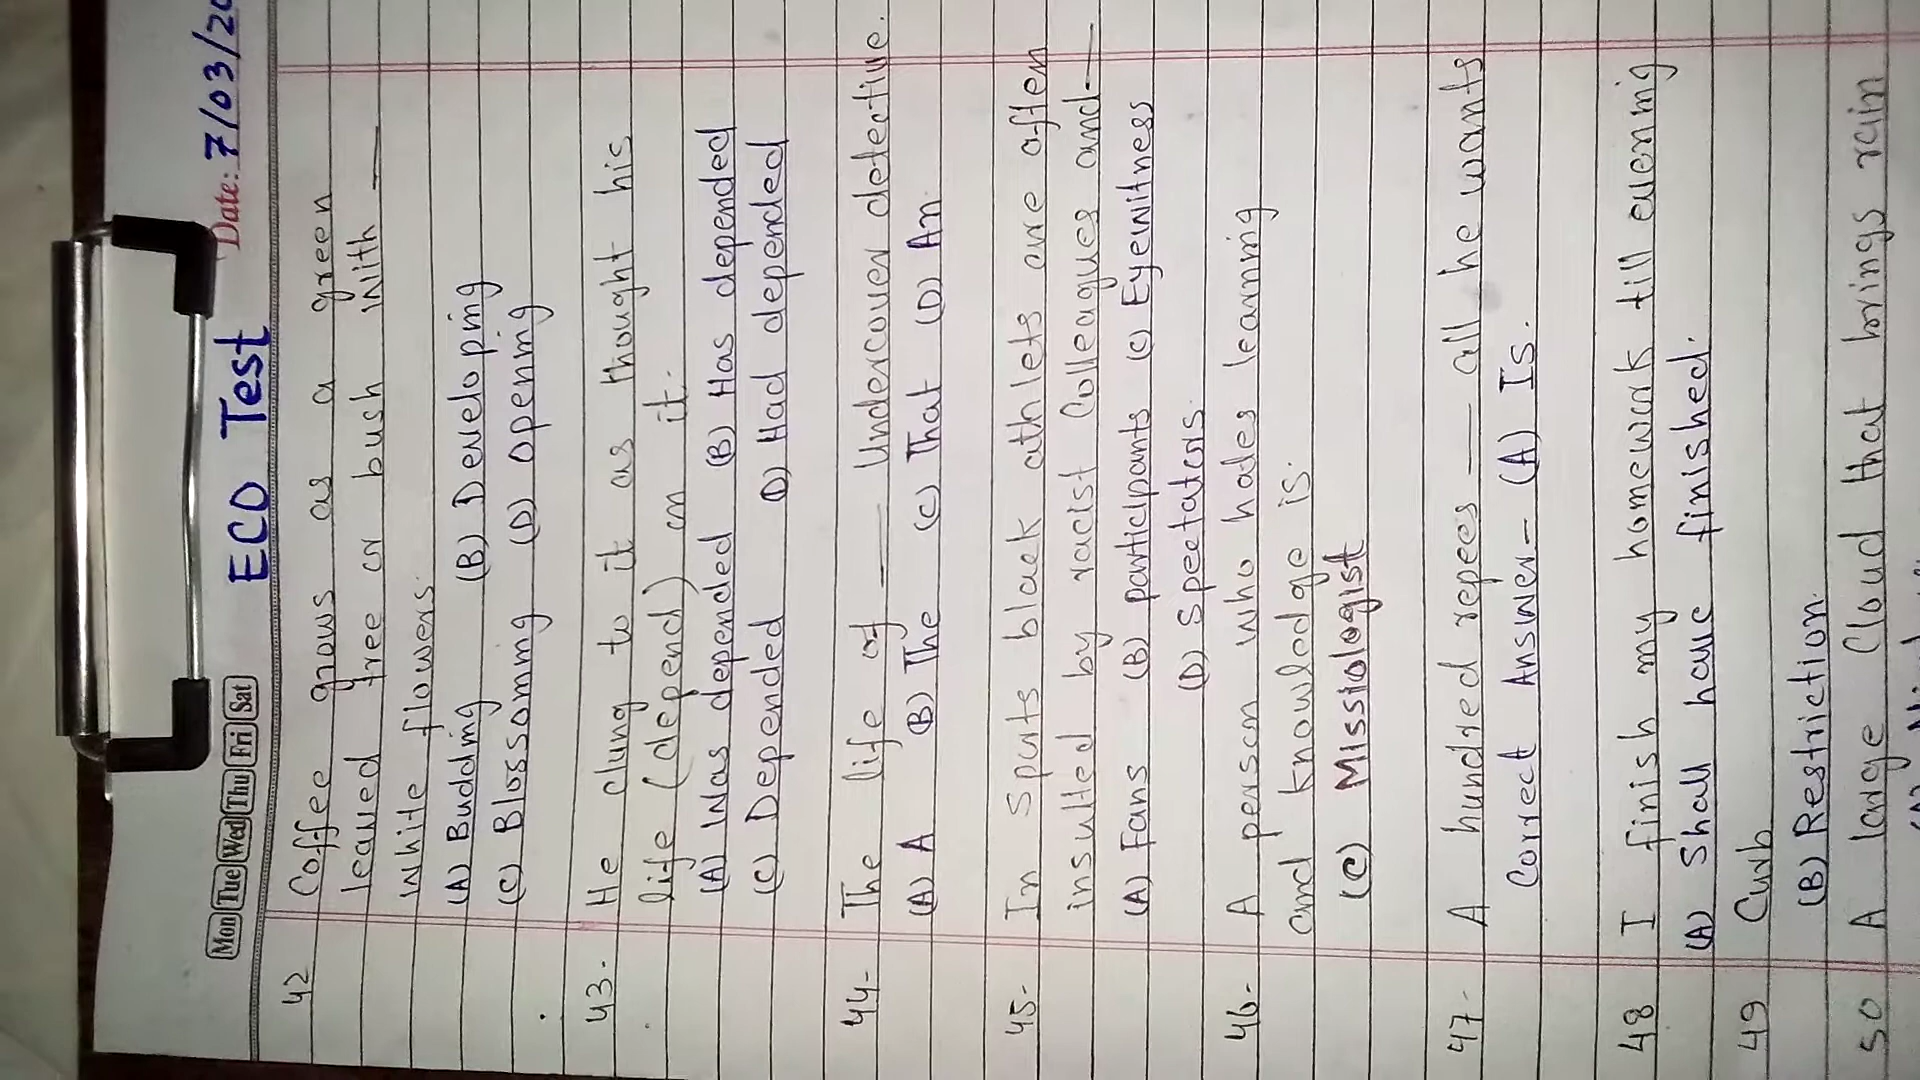 Date: 7/03/20
Mon Tue Wed Thu Fri Sat
ECO Test
42 Coffee grows as a green
leaved tree or bush with —
white flowers.
(A) Budding (B) Developing
(C) Blossomming (D) opening
43- He clung to it as thought his
life (depend) on it.
(A) Was depended (B) Has depended
(C) Depended (D) Had depended
44- The life of — Undercover detective.
(A) A (B) The (C) That (D) An
45- In Sports black athlets are often
insulted by racist Colleagues and —
(A) Fans (B) participants (C) Eyewitness
(D) Spectators.
46- A person who hades learning
and knowledge is.
(C) Missiologist
47- A hundred repees — all he wants
Correct Answer - (A) Is.
48 I finish my homework till evening
(A) Shall have finished.
49 Curb
(B) Restriction.
50 A large Cloud that brings rain